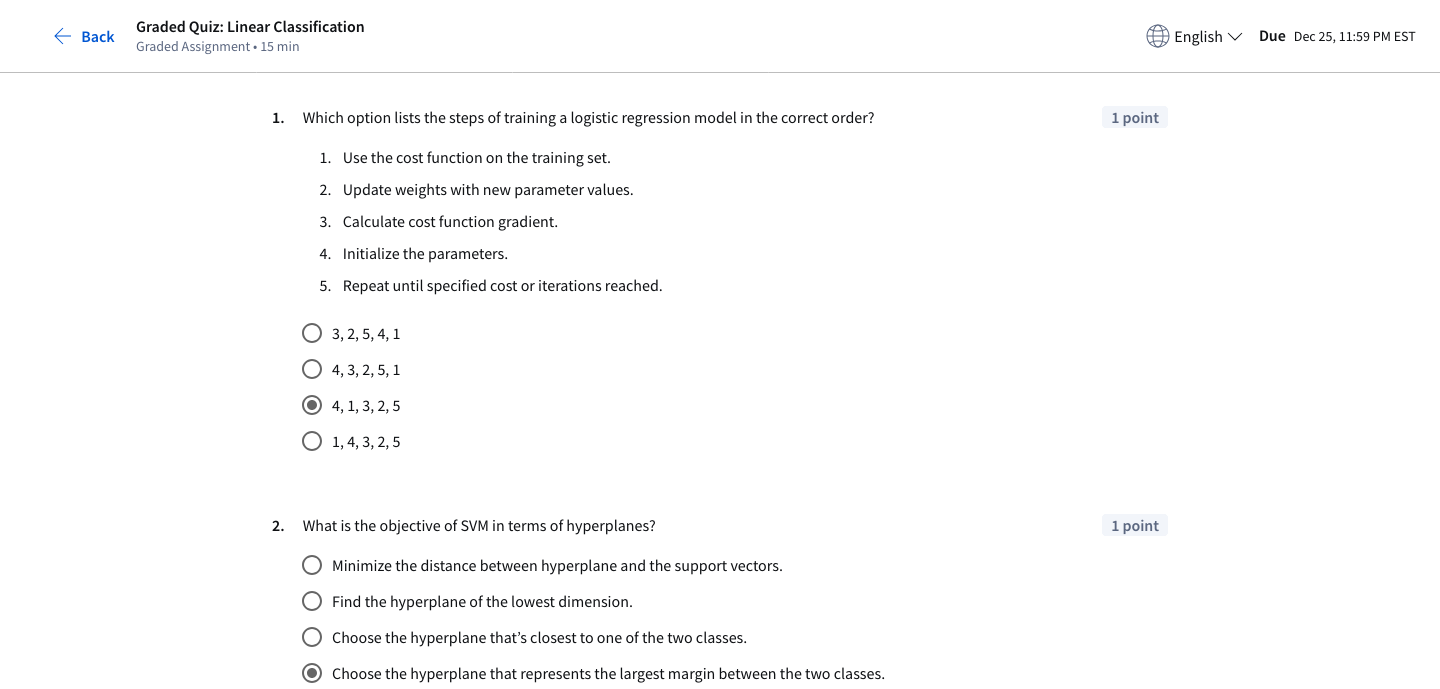 Back
Graded Quiz: Linear Classification
Graded Assignment • 15 min
English
Due Dec 25, 11:59 PM EST
1. Which option lists the steps of training a logistic regression model in the correct order?
1 point
1. Use the cost function on the training set.
2. Update weights with new parameter values.
3. Calculate cost function gradient.
4. Initialize the parameters.
5. Repeat until specified cost or iterations reached.
3, 2, 5, 4, 1
4, 3, 2, 5, 1
4, 1, 3, 2, 5
1, 4, 3, 2, 5
2. What is the objective of SVM in terms of hyperplanes?
1 point
Minimize the distance between hyperplane and the support vectors.
Find the hyperplane of the lowest dimension.
Choose the hyperplane that’s closest to one of the two classes.
Choose the hyperplane that represents the largest margin between the two classes.